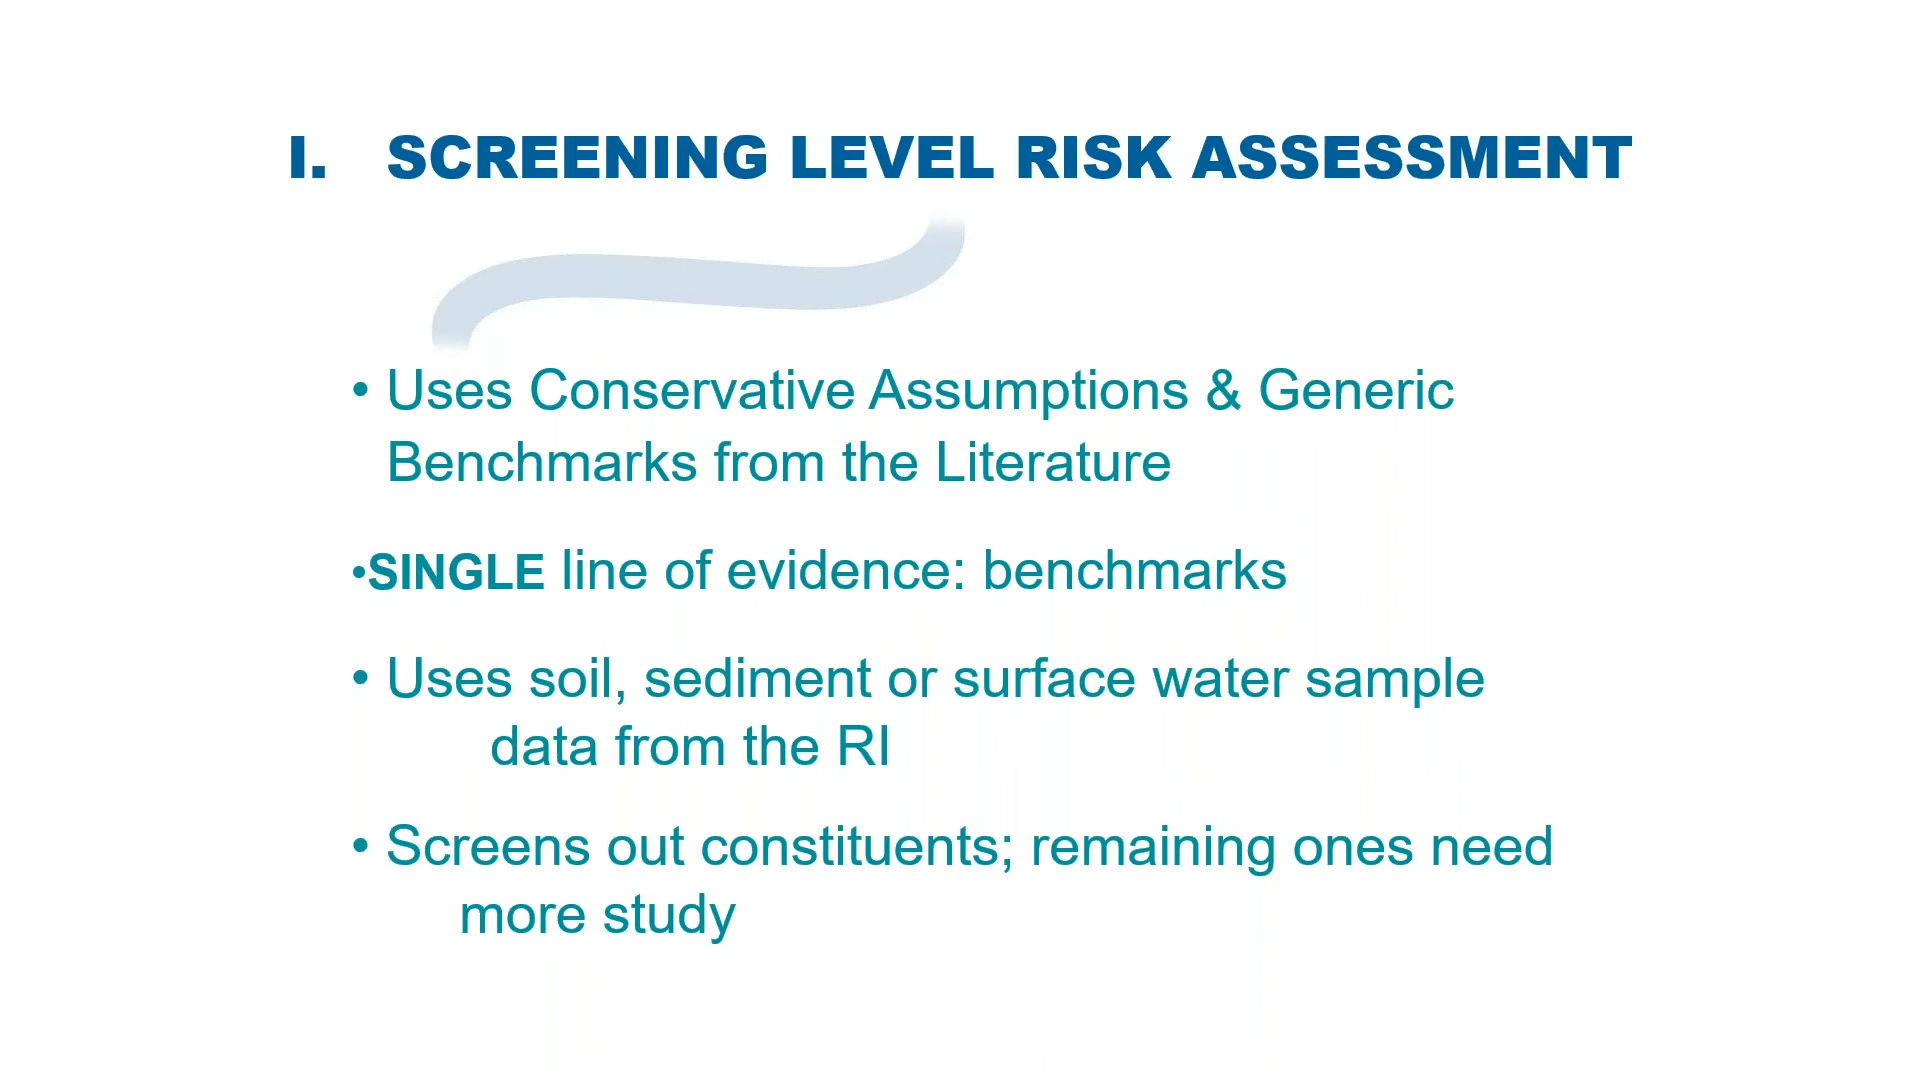 I. SCREENING LEVEL RISK ASSESSMENT
• Uses Conservative Assumptions & Generic
Benchmarks from the Literature
•SINGLE line of evidence: benchmarks
• Uses soil, sediment or surface water sample
data from the RI
• Screens out constituents; remaining ones need
more study